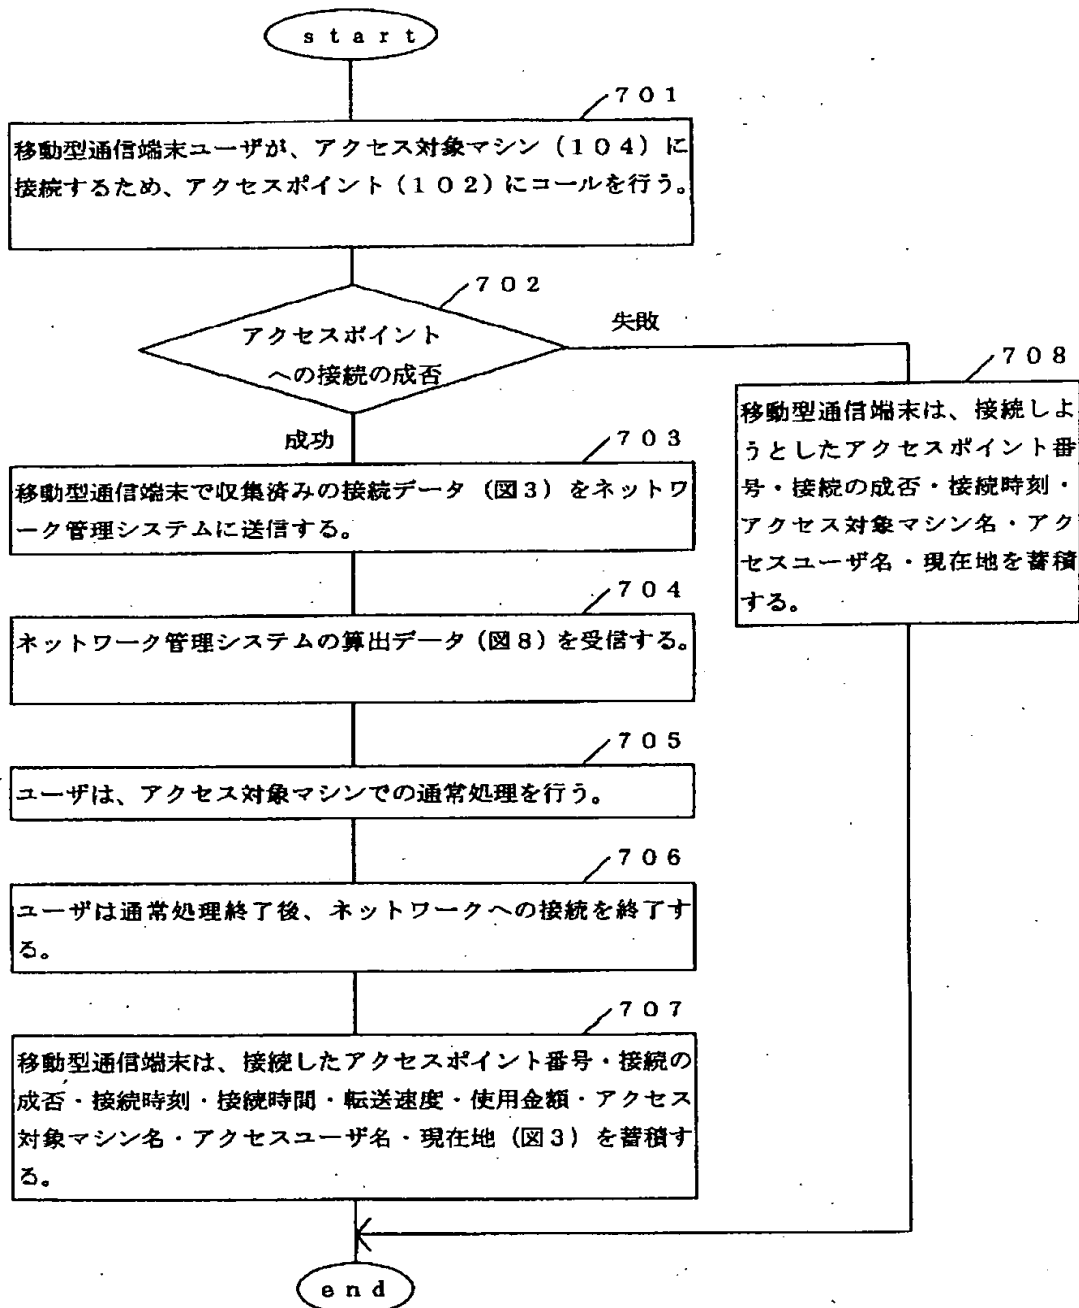 start
701
移動型通信端末ユーザが、アクセス対象マシン（104）に
接続するため、アクセスポイント（102）にコールを行う。
702
アクセスポイント
への接続の成否
失敗
成功
703
移動型通信端末で収集済みの接続データ（図3）をネットワ
ーク管理システムに送信する。
708
移動型通信端末は、接続しよ
うとしたアクセスポイント番
号・接続の成否・接続時刻・
アクセス対象マシン名・アク
セスユーザ名・現在地を蓄積
する。
704
ネットワーク管理システムの算出データ（図8）を受信する。
705
ユーザは、アクセス対象マシンでの通常処理を行う。
706
ユーザは通常処理終了後、ネットワークへの接続を終了す
る。
707
移動型通信端末は、接続したアクセスポイント番号・接続の
成否・接続時刻・接続時間・転送速度・使用金額・アクセス
対象マシン名・アクセスユーザ名・現在地（図3）を蓄積す
る。
end